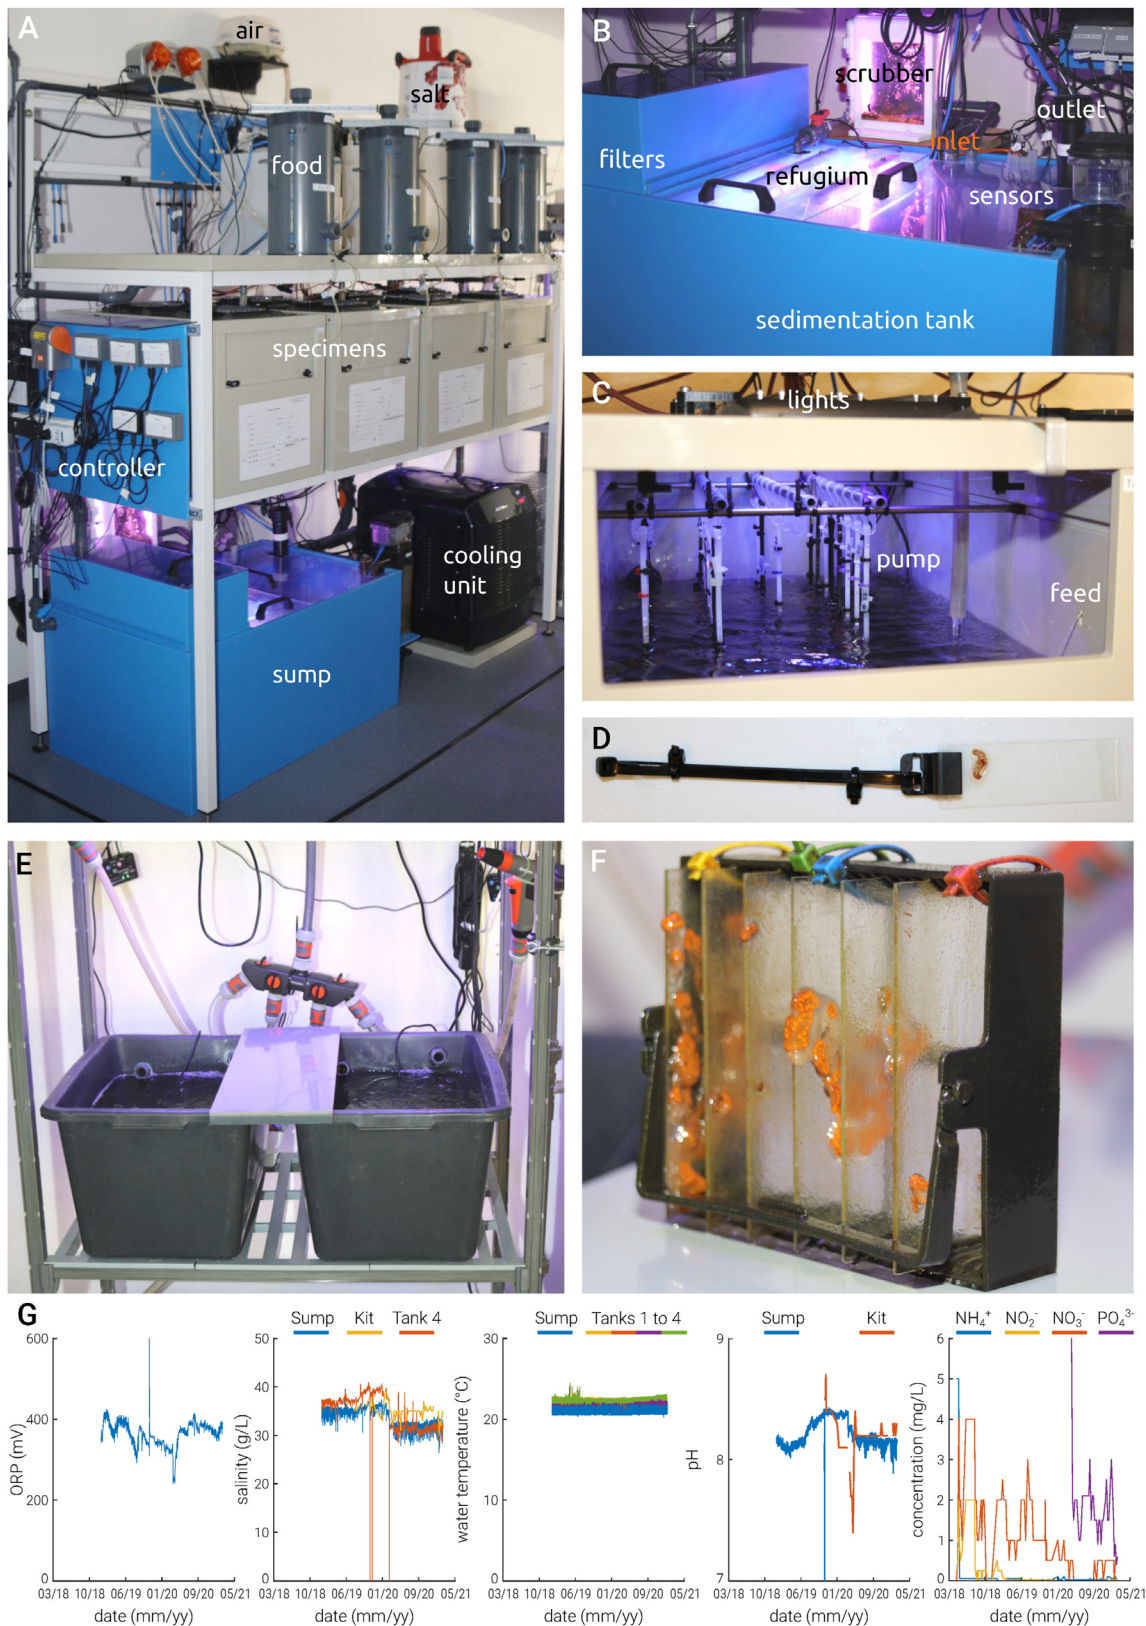 A
air
salt
food
specimens
controller
cooling
unit
sump
B
scrubber
outlet
inlet
filters
refugium
sensors
sedimentation tank
C
lights
pump
feed
D
E
F
G
600
400
200
0
ORP (mV)
03/18 10/18 06/19 01/20 09/20 05/21
date (mm/yy)
Sump Kit Tank 4
50
40
30
20
10
0
salinity (g/L)
03/18 10/18 06/19 01/20 09/20 05/21
date (mm/yy)
Sump Tanks 1 to 4
30
20
10
0
water temperature (°C)
03/18 10/18 06/19 01/20 09/20 05/21
date (mm/yy)
Sump Kit
9
8
7
pH
03/18 10/18 06/19 01/20 09/20 05/21
date (mm/yy)
NH₄⁺ NO₂⁻ NO₃⁻ PO₄³⁻
6
5
4
3
2
1
0
concentration (mg/L)
03/18 10/18 06/19 01/20 09/20 05/21
date (mm/yy)